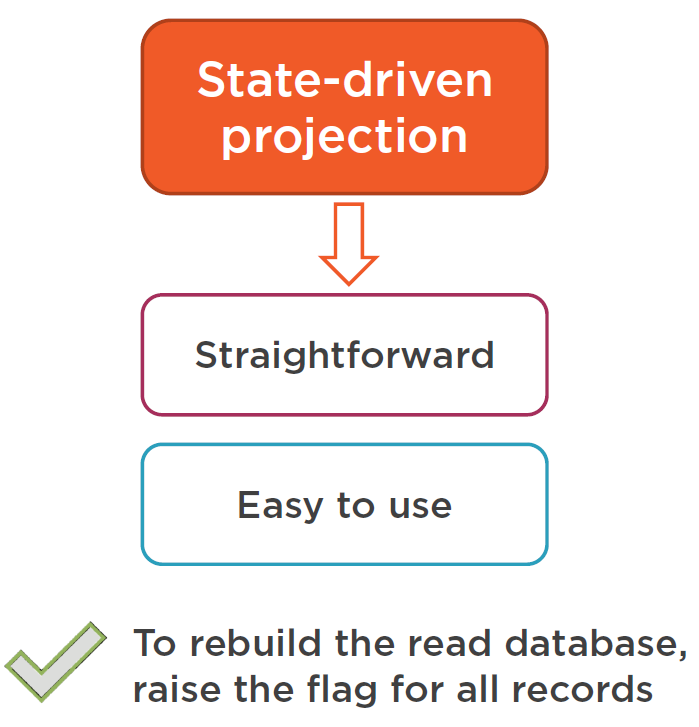 State-driven
projection
Straightforward
Easy to use
To rebuild the read database,
raise the flag for all records